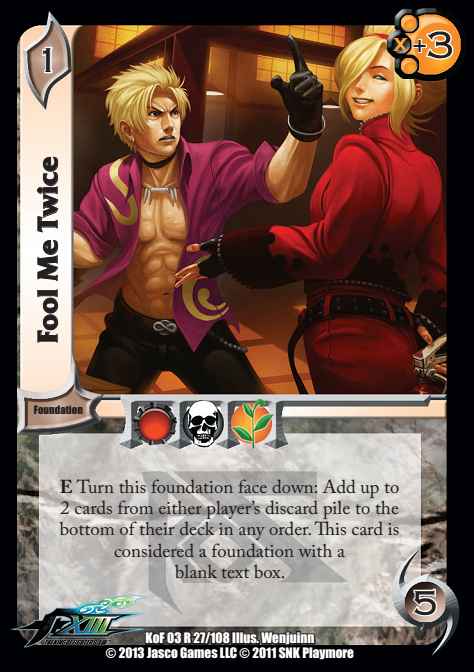 1
+3
Fool Me Twice
Foundation
E Turn this foundation face down: Add up to
2 cards from either player's discard pile to the
bottom of their deck in any order. This card is
considered a foundation with a
blank text box.
5
XIII
KoF 03 R 27/108 Illus. Wenjuinn
© 2013 Jasco Games LLC © 2011 SNK Playmore